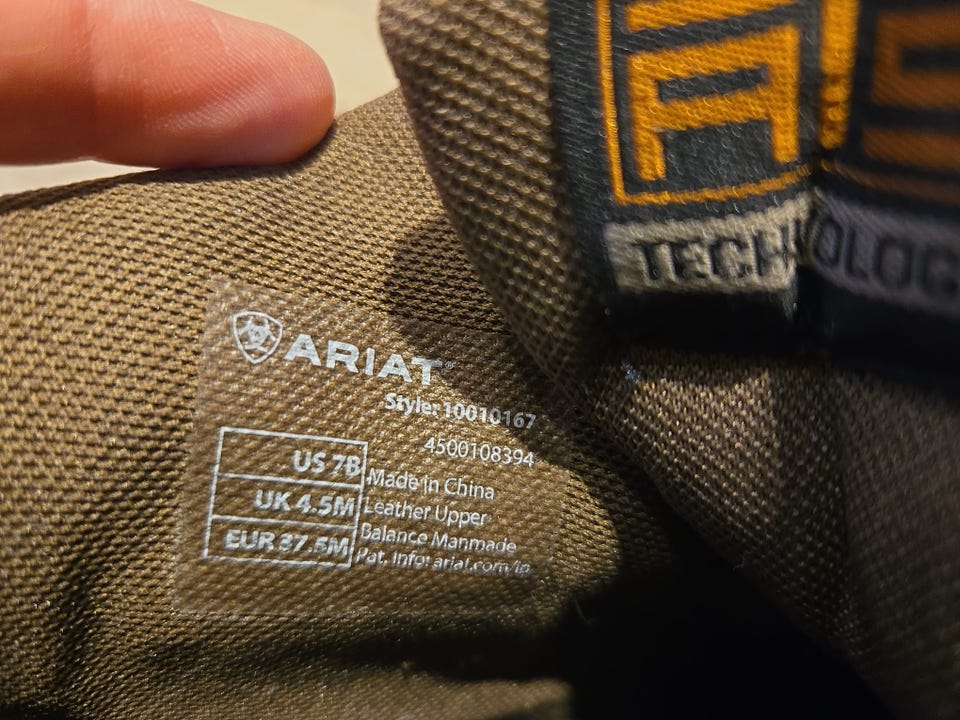 TECHNOLOG
ARIAT®
Style: 10010167
4500108394
US 7B
UK 4.5M
EUR 37.5M
Made in China
Leather Upper
Balance Manmade
Pat. info: ariat.com/ip